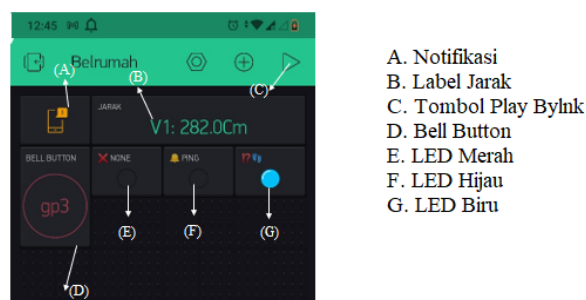 12:45
Belrumah
(A)
(B)
(C)
JARAK
V1: 282.0Cm
BELL BUTTON
NONE
PING
!?
gp3
(E)
(F)
(G)
(D)
A. Notifikasi
B. Label Jarak
C. Tombol Play Bylnk
D. Bell Button
E. LED Merah
F. LED Hijau
G. LED Biru